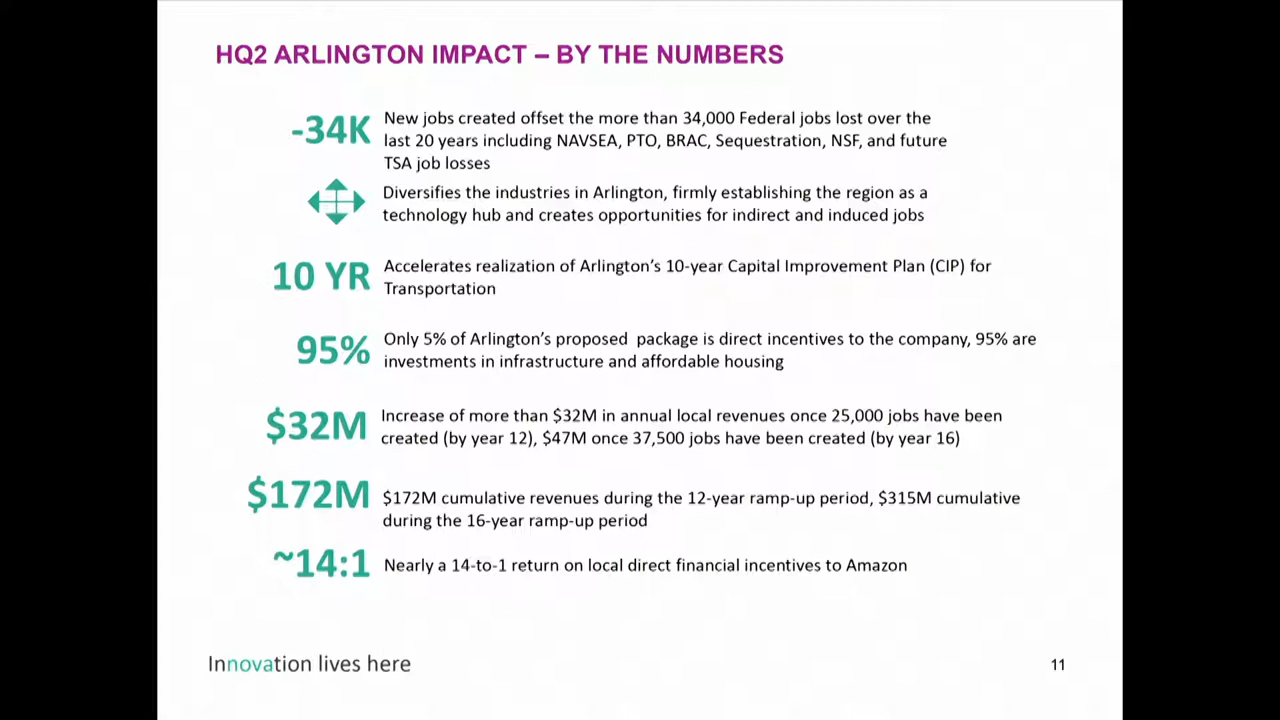 HQ2 ARLINGTON IMPACT – BY THE NUMBERS
-34K
New jobs created offset the more than 34,000 Federal jobs lost over the
last 20 years including NAVSEA, PTO, BRAC, Sequestration, NSF, and future
TSA job losses
Diversifies the industries in Arlington, firmly establishing the region as a
technology hub and creates opportunities for indirect and induced jobs
10 YR
Accelerates realization of Arlington’s 10-year Capital Improvement Plan (CIP) for
Transportation
95%
Only 5% of Arlington’s proposed package is direct incentives to the company, 95% are
investments in infrastructure and affordable housing
$32M
Increase of more than $32M in annual local revenues once 25,000 jobs have been
created (by year 12), $47M once 37,500 jobs have been created (by year 16)
$172M
$172M cumulative revenues during the 12-year ramp-up period, $315M cumulative
during the 16-year ramp-up period
~14:1
Nearly a 14-to-1 return on local direct financial incentives to Amazon
Innovation lives here
11